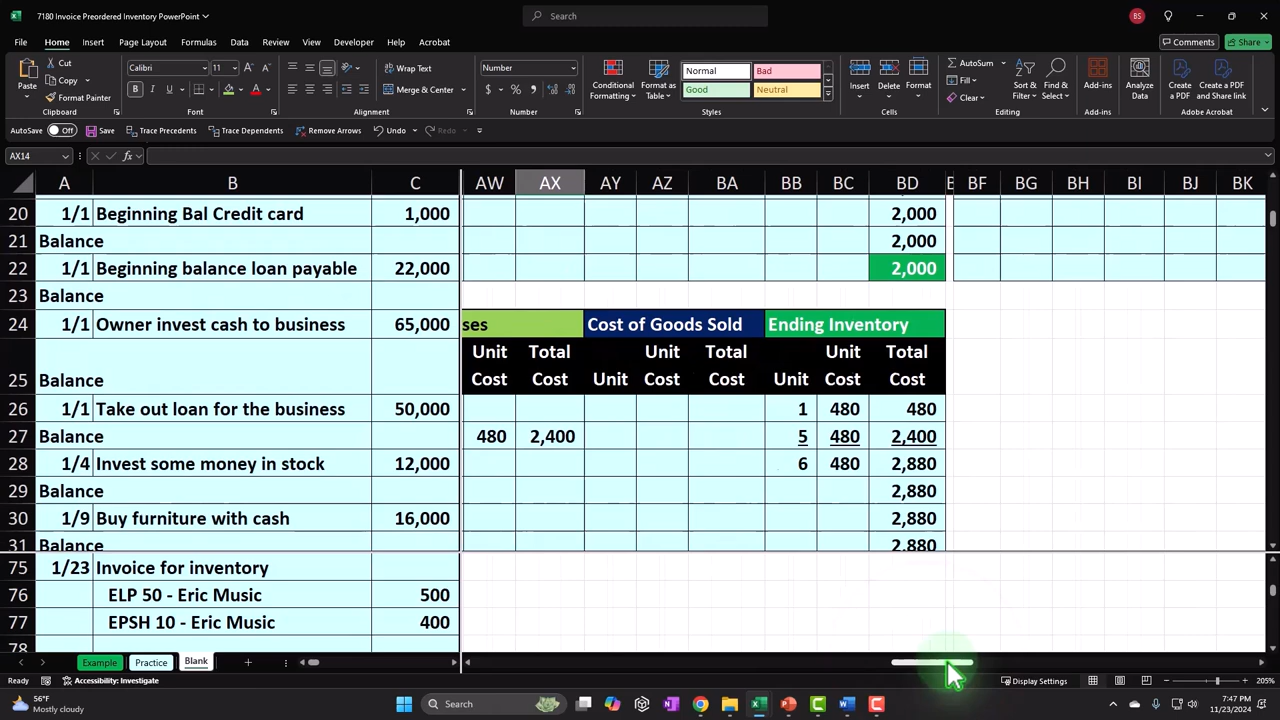 7180 Invoice Preordered Inventory PowerPoint
Search
BS
File Home Insert Draw Page Layout Formulas Data Review View Developer Help Acrobat
Comments Share
Paste Cut Copy Format Painter
Calibri 11
Wrap Text
Merge & Center
Number
Conditional Formatting Format as Table
Normal Bad
Good Neutral
Insert Delete Format
AutoSum Fill Clear
Sort & Filter Find & Select
Add-ins Analyze Data
Create a PDF Create a PDF and Share link
Clipboard Font Alignment Number Styles Cells Editing Add-ins Adobe Acrobat
AutoSave Off Save Trace Precedents Trace Dependents Remove Arrows Undo Redo
AX14 fx
A B C AW AX AY AZ BA BB BC BD BF BG BH BI BJ BK
20 1/1 Beginning Bal Credit card 1,000 2,000
21 Balance 2,000
22 1/1 Beginning balance loan payable 22,000 2,000
23 Balance
24 1/1 Owner invest cash to business 65,000 ses Cost of Goods Sold Ending Inventory
25 Balance Unit Cost Total Cost Unit Unit Cost Total Cost Unit Unit Cost Total Cost
26 1/1 Take out loan for the business 50,000 1 480 480
27 Balance 480 2,400 5 480 2,400
28 1/4 Invest some money in stock 12,000 6 480 2,880
29 Balance 2,880
30 1/9 Buy furniture with cash 16,000 2,880
31 Balance 2,880
75 1/23 Invoice for inventory
76 ELP 50 - Eric Music 500
77 EPSH 10 - Eric Music 400
78
Example Practice Blank
Ready Accessibility: Investigate Display Settings 205%
56°F
Mostly cloudy
Search
7:47 PM
11/23/2024